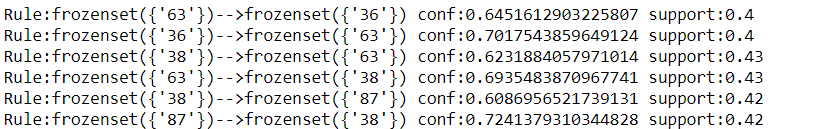 Rule:frozenset({'63'})-->frozenset({'36'}) conf:0.6451612903225807 support:0.4
Rule:frozenset({'36'})-->frozenset({'63'}) conf:0.7017543859649124 support:0.4
Rule:frozenset({'38'})-->frozenset({'63'}) conf:0.6231884057971014 support:0.43
Rule:frozenset({'63'})-->frozenset({'38'}) conf:0.6935483870967741 support:0.43
Rule:frozenset({'38'})-->frozenset({'87'}) conf:0.6086956521739131 support:0.42
Rule:frozenset({'87'})-->frozenset({'38'}) conf:0.7241379310344828 support:0.42